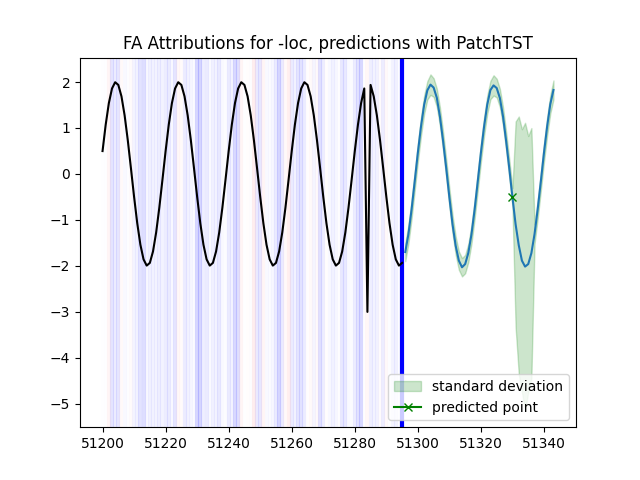 FA Attributions for -loc, predictions with PatchTST
2
1
0
−1
−2
−3
−4
−5
standard deviation
predicted point
51200 51220 51240 51260 51280 51300 51320 51340